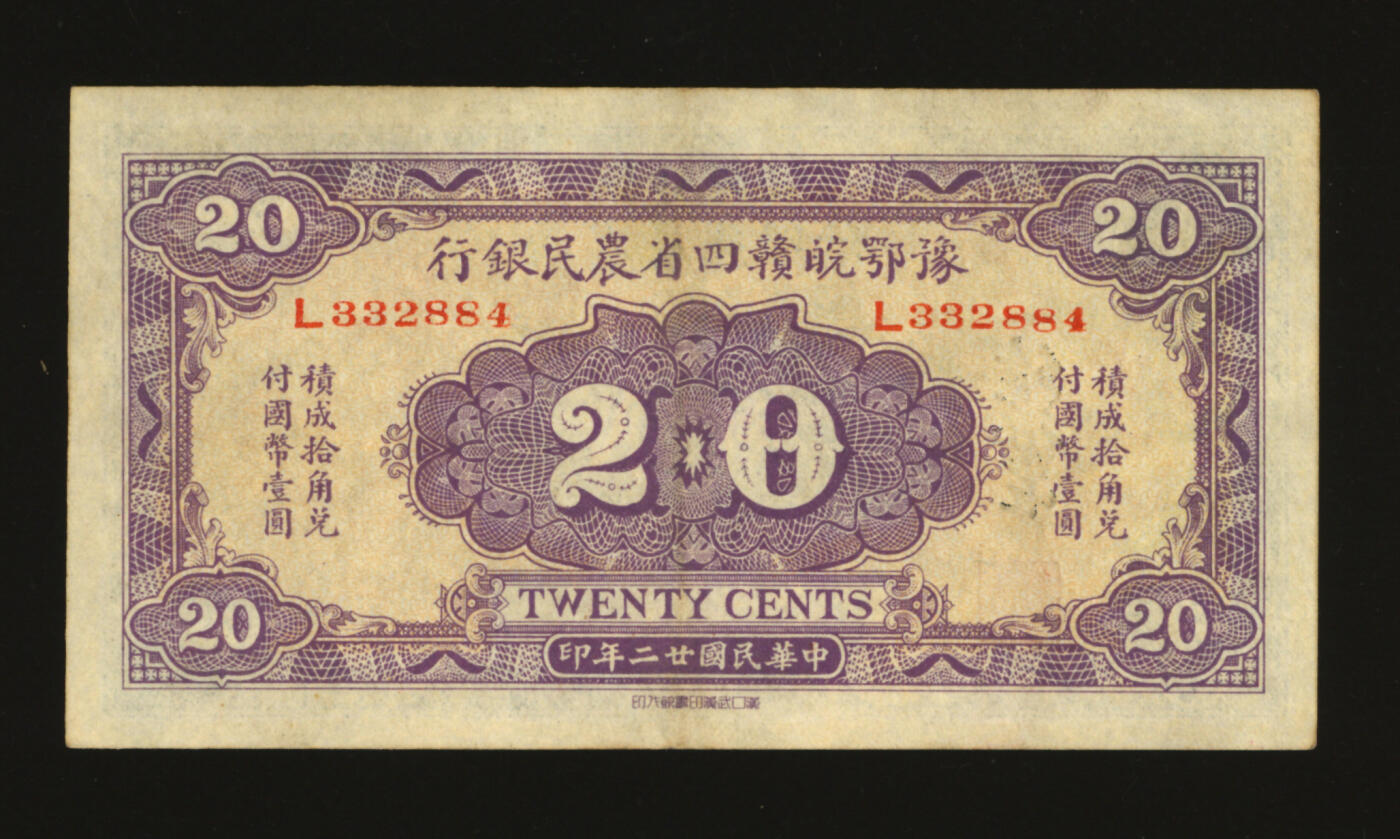 20
20
豫鄂皖贛四省農民銀行
L332884
L332884
積成拾角兌
付國幣壹圓
積成拾角兌
付國幣壹圓
20
TWENTY CENTS
20
20
中華民國廿二年印
漢口武漢印書館代印